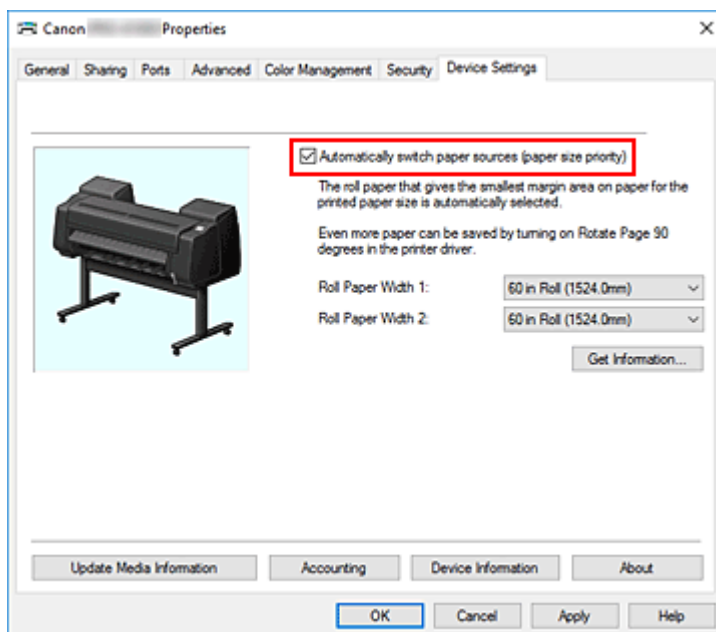 Canon Properties
General Sharing Ports Advanced Color Management Security Device Settings
Automatically switch paper sources (paper size priority)
The roll paper that gives the smallest margin area on paper for the
printed paper size is automatically selected.
Even more paper can be saved by turning on Rotate Page 90
degrees in the printer driver.
Roll Paper Width 1: 60 in Roll (1524.0mm)
Roll Paper Width 2: 60 in Roll (1524.0mm)
Get Information...
Update Media Information Accounting Device Information About
OK Cancel Apply Help